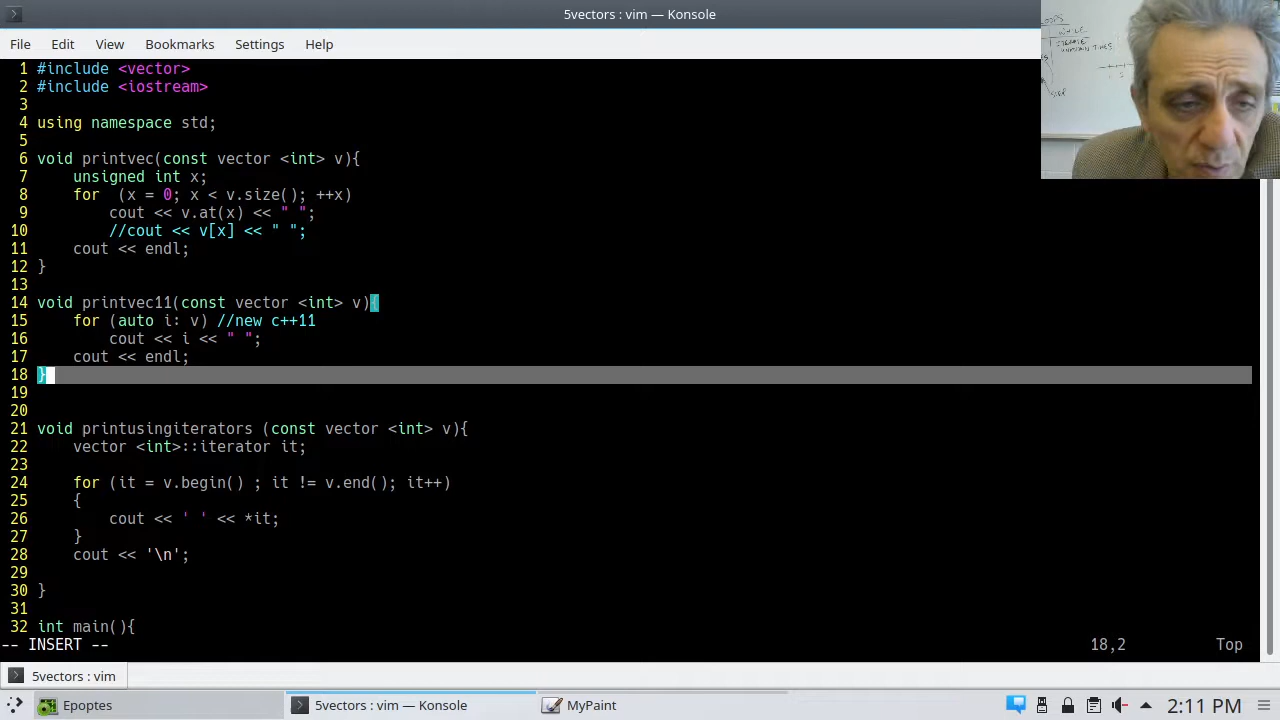 5vectors : vim — Konsole
File Edit View Bookmarks Settings Help
1 #include <vector>
2 #include <iostream>
3
4 using namespace std;
5
6 void printvec(const vector <int> v){
7     unsigned int x;
8     for  (x = 0; x < v.size(); ++x)
9         cout << v.at(x) << " ";
10         //cout << v[x] << " ";
11     cout << endl;
12 }
13
14 void printvec11(const vector <int> v){
15     for (auto i: v) //new c++11
16         cout << i << " ";
17     cout << endl;
18 }
19
20
21 void printusingiterators (const vector <int> v){
22     vector <int>::iterator it;
23
24     for (it = v.begin() ; it != v.end(); it++)
25     {
26         cout << ' ' << *it;
27     }
28     cout << '\n';
29
30 }
31
32 int main(){
-- INSERT -- 18,2 Top
5vectors : vim
Epoptes 5vectors : vim — Konsole MyPaint 2:11 PM